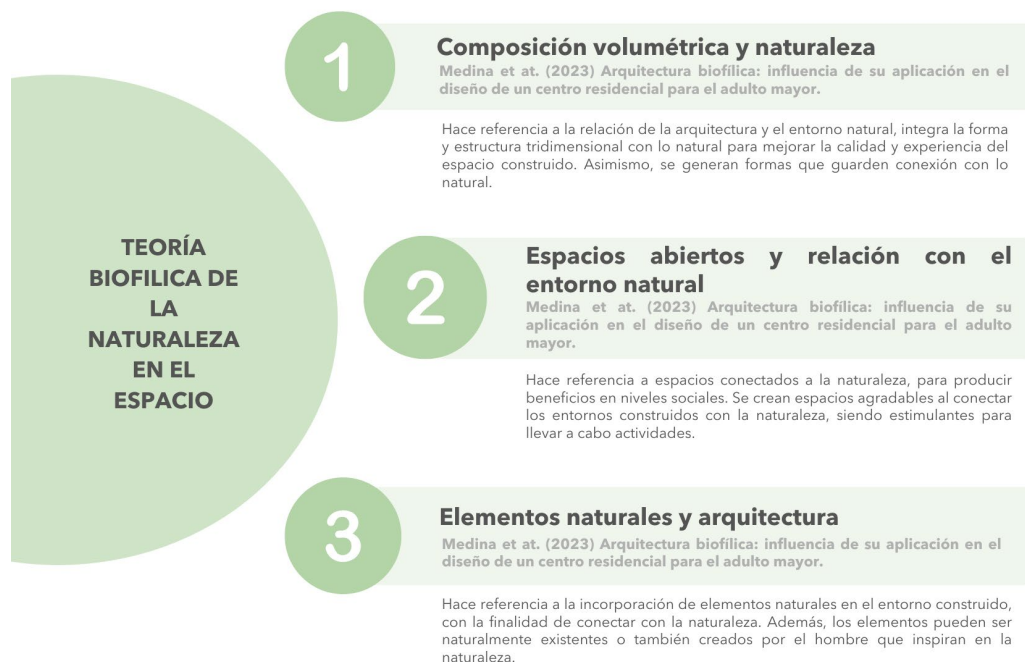 TEORÍA
BIOFILICA DE
LA
NATURALEZA
EN EL
ESPACIO
1
Composición volumétrica y naturaleza
Medina et at. (2023) Arquitectura biofílica: influencia de su aplicación en el
diseño de un centro residencial para el adulto mayor.
Hace referencia a la relación de la arquitectura y el entorno natural, integra la forma
y estructura tridimensional con lo natural para mejorar la calidad y experiencia del
espacio construido. Asimismo, se generan formas que guarden conexión con lo
natural.
2
Espacios abiertos y relación con el
entorno natural
Medina et at. (2023) Arquitectura biofílica: influencia de su
aplicación en el diseño de un centro residencial para el adulto
mayor.
Hace referencia a espacios conectados a la naturaleza, para producir
beneficios en niveles sociales. Se crean espacios agradables al conectar
los entornos construidos con la naturaleza, siendo estimulantes para
llevar a cabo actividades.
3
Elementos naturales y arquitectura
Medina et at. (2023) Arquitectura biofílica: influencia de su aplicación en el
diseño de un centro residencial para el adulto mayor.
Hace referencia a la incorporación de elementos naturales en el entorno construido,
con la finalidad de conectar con la naturaleza. Además, los elementos pueden ser
naturalmente existentes o también creados por el hombre que inspiran en la
naturaleza.